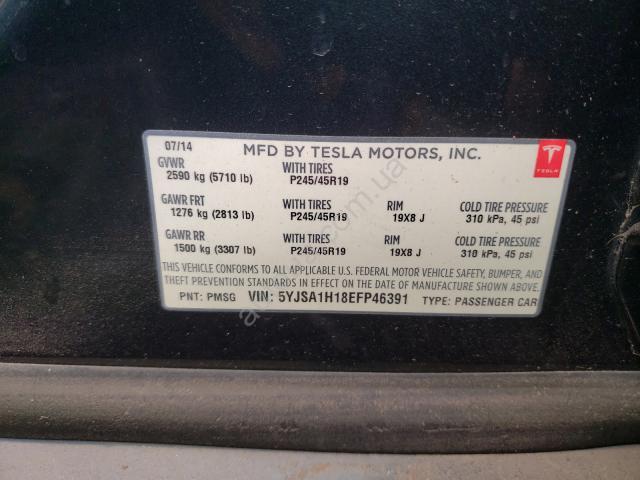 07/14 MFD BY TESLA MOTORS, INC.
GVWR WITH TIRES
2590 kg (5710 lb) P245/45R19
TESLA
GAWR FRT WITH TIRES RIM COLD TIRE PRESSURE
1276 kg (2813 lb) P245/45R19 19X8 J 310 kPa, 45 psi
GAWR RR WITH TIRES RIM COLD TIRE PRESSURE
1500 kg (3307 lb) P245/45R19 19X8 J 310 kPa, 45 psi
THIS VEHICLE CONFORMS TO ALL APPLICABLE U.S. FEDERAL MOTOR VEHICLE SAFETY, BUMPER, AND
THEFT PREVENTION STANDARDS IN EFFECT ON THE DATE OF MANUFACTURE SHOWN ABOVE.
PNT: PMSG VIN: 5YJSA1H18EFP46391 TYPE: PASSENGER CAR